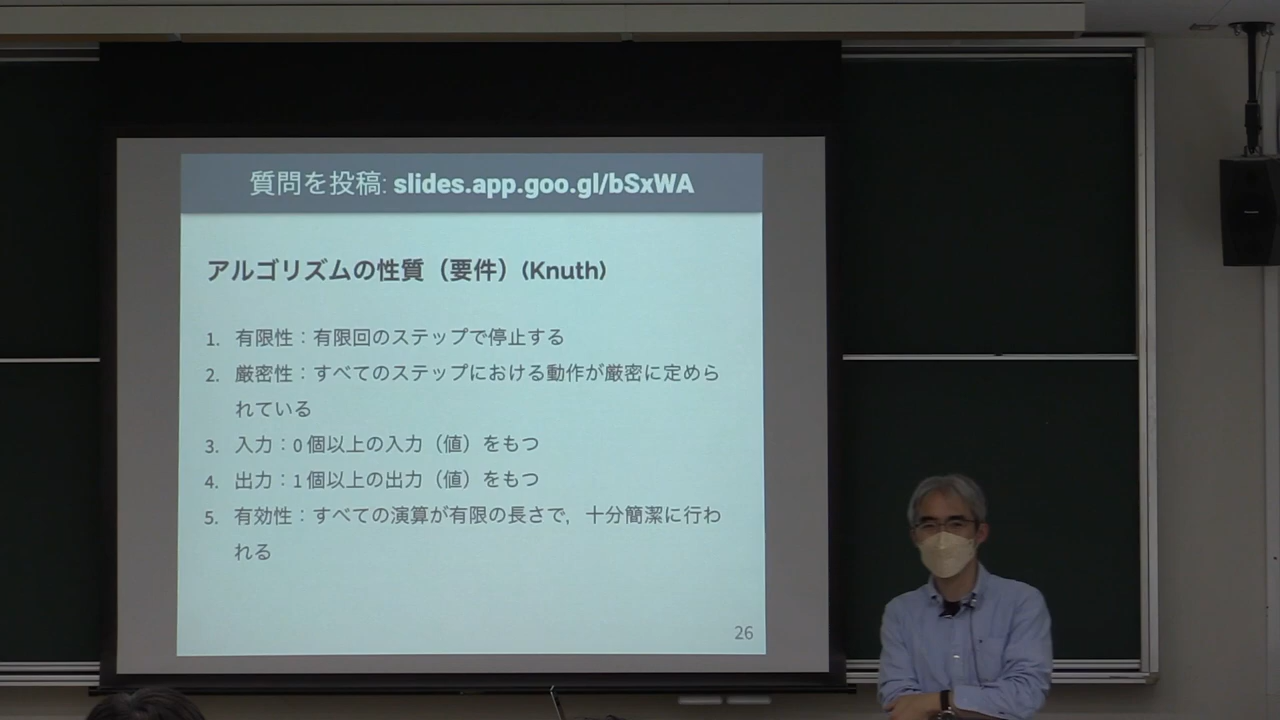 質問を投稿: slides.app.goo.gl/bSxWA
アルゴリズムの性質（要件）(Knuth)
1. 有限性：有限回のステップで停止する
2. 厳密性：すべてのステップにおける動作が厳密に定めら
れている
3. 入力：0 個以上の入力（値）をもつ
4. 出力：1 個以上の出力（値）をもつ
5. 有効性：すべての演算が有限の長さで，十分簡潔に行わ
れる
26